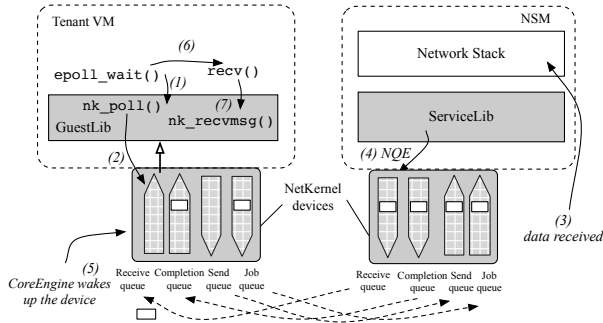 Tenant VM
NSM
(6)
Network Stack
epoll_wait()
(1)
recv()
nk_poll()
(7)
ServiceLib
GuestLib
nk_recvmsg()
(2)
(4) NQE
NetKernel
devices
(3)
data received
(5)
CoreEngine wakes
up the device
Receive
queue
Completion
queue
Send
queue
Job
queue
Receive
queue
Completion
queue
Send
queue
Job
queue